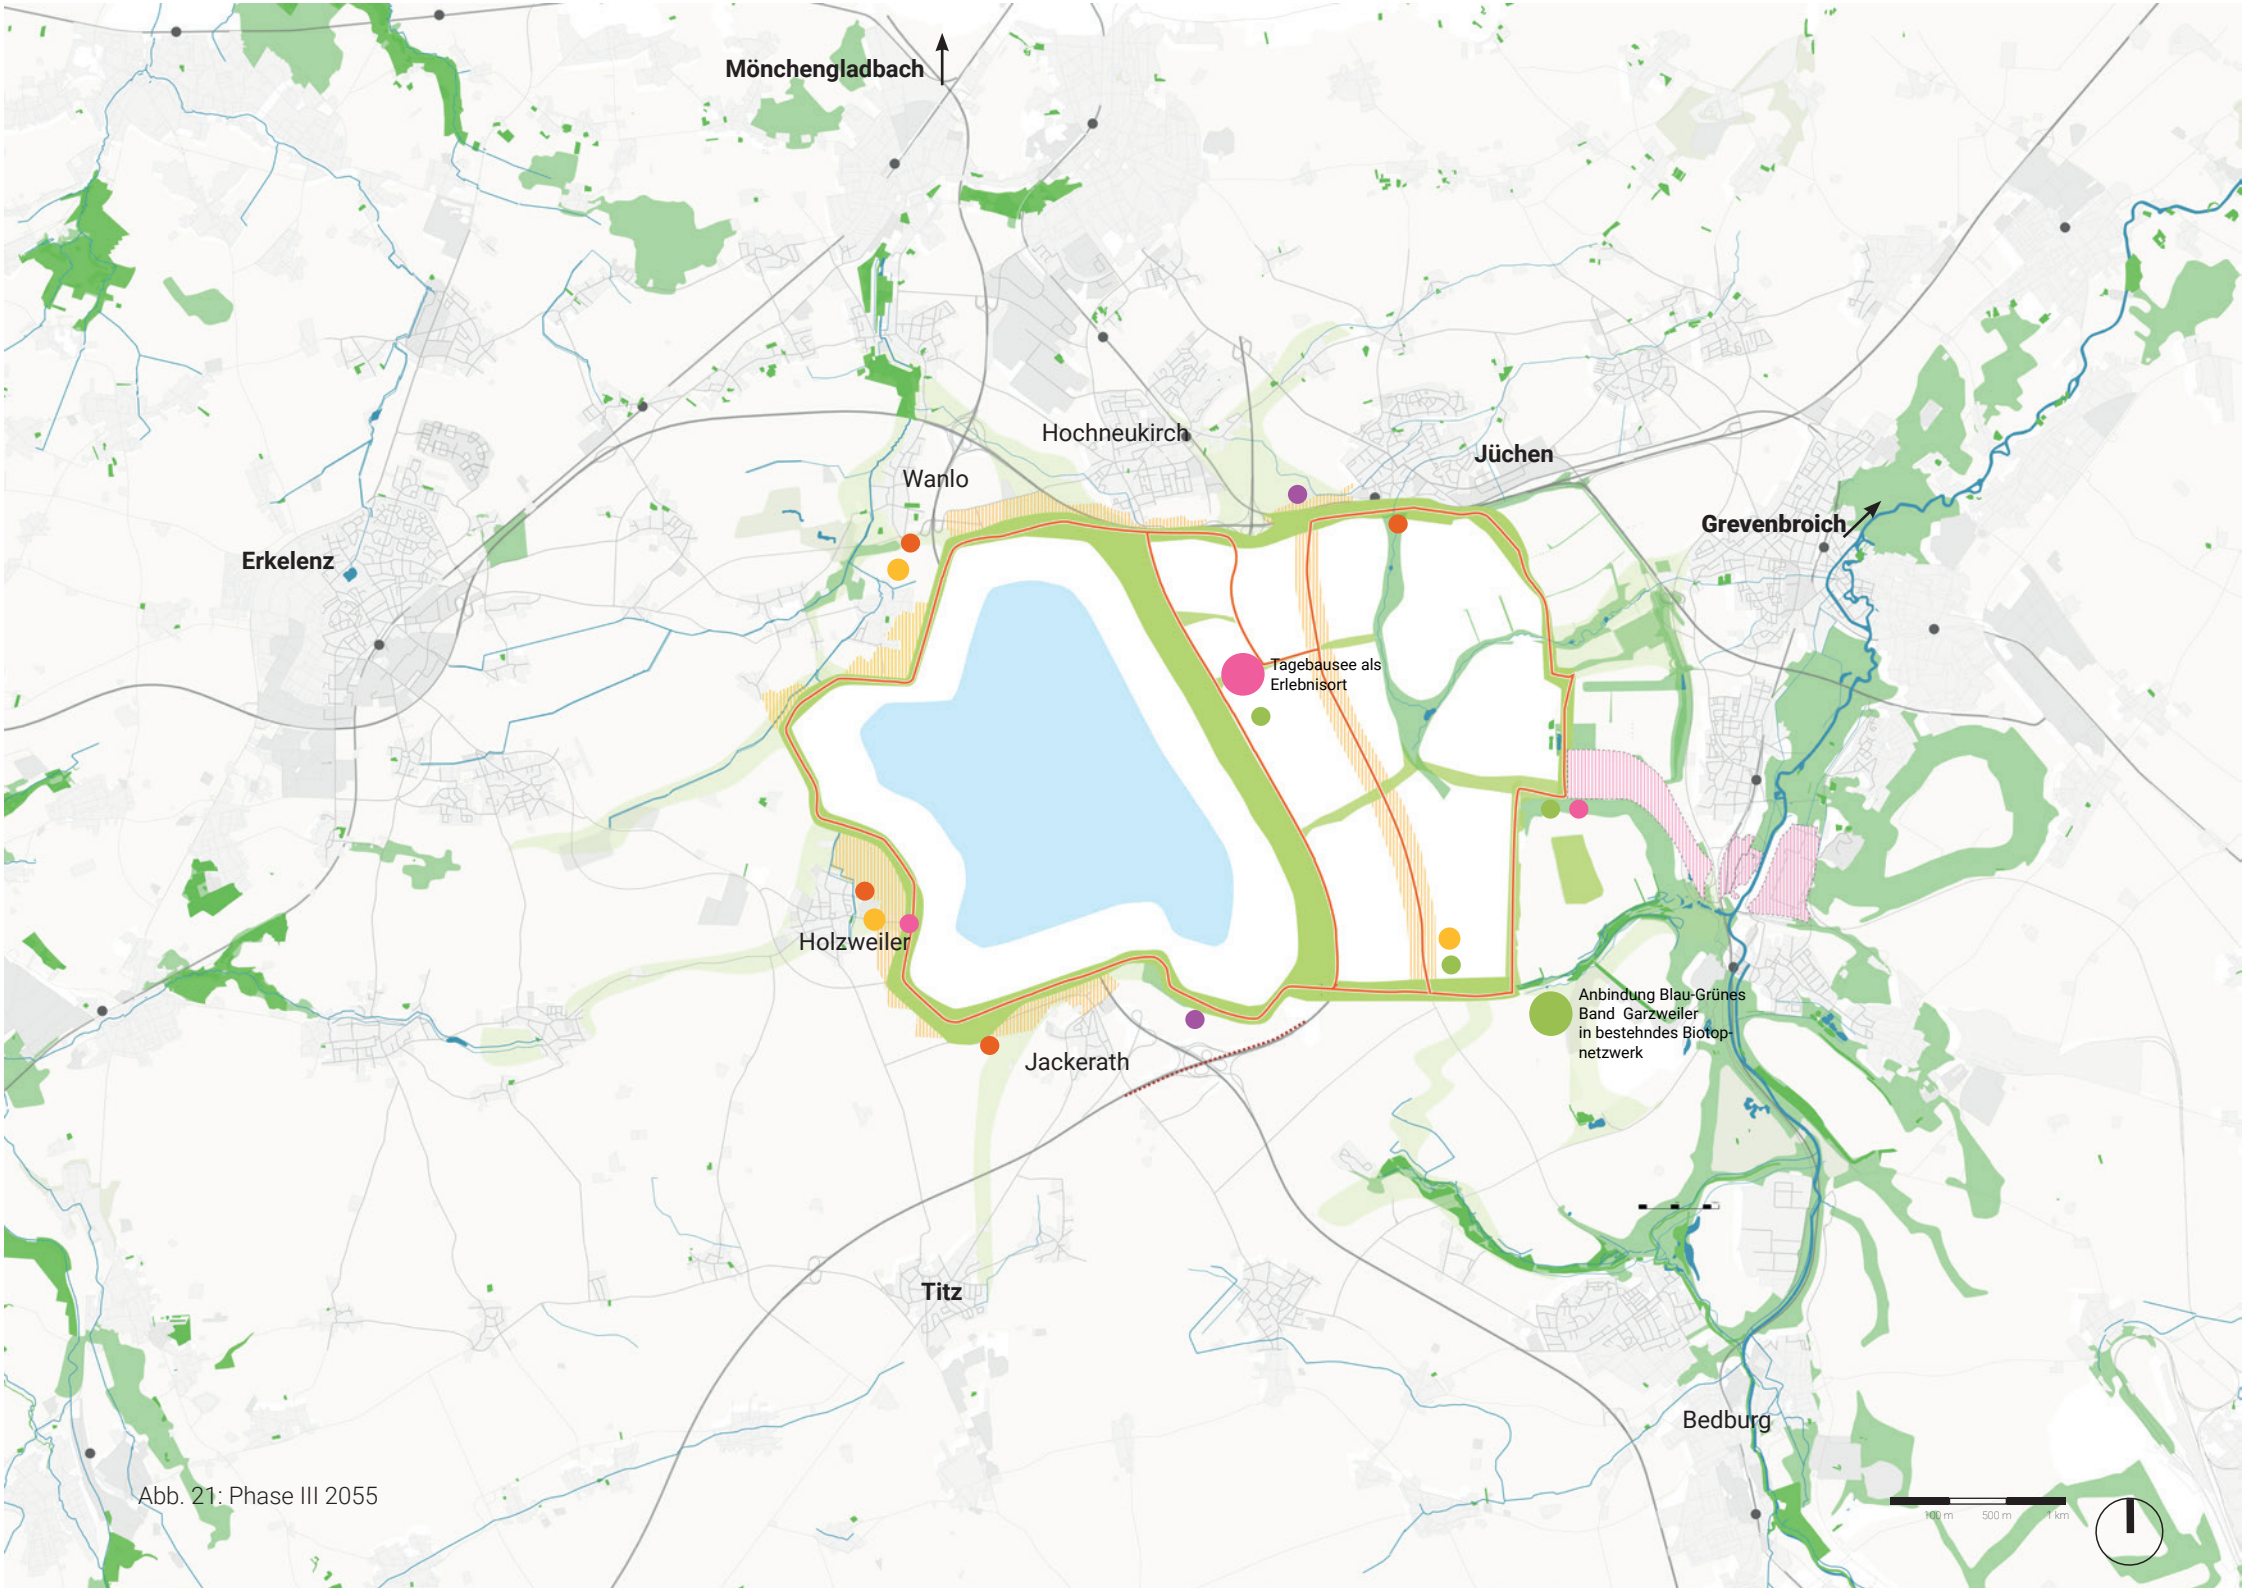 Mönchengladbach
Hochneukirch
Jüchen
Wanlo
Grevenbroich
Erkelenz
Tagebausee als
Erlebnisort
Holzweiler
Anbindung Blau-Grünes
Band Garzweiler
in bestehndes Biotop-
netzwerk
Jackerath
Titz
Bedburg
Abb. 21: Phase III 2055
100 m 500 m 1 km